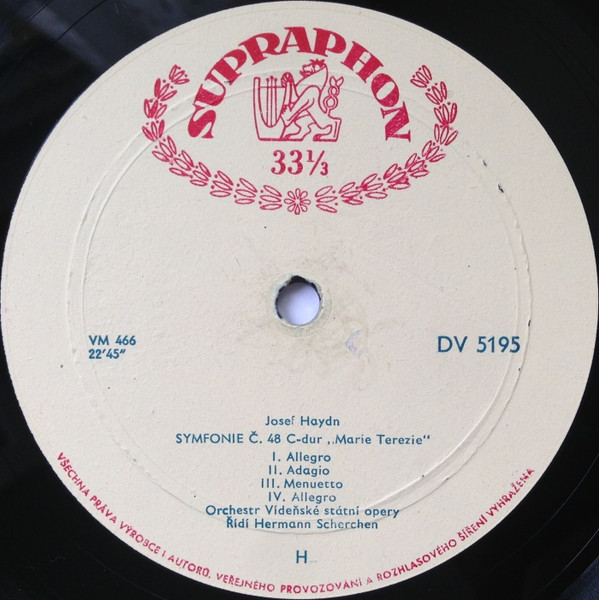 SUPRAPHON
33⅓
VM 466
22'45"
DV 5195
Josef Haydn
SYMFONIE Č. 48 C-dur „Marie Terezie"
I. Allegro
II. Adagio
III. Menuetto
IV. Allegro
Orchestr Vídeňské státní opery
Řídí Hermann Scherchen
H
VŠECHNA PRÁVA VÝROBCE I AUTORŮ, VEŘEJNÉHO PROVOZOVÁNÍ A ROZHLASOVÉHO ŠÍŘENÍ VYHRAŽENA